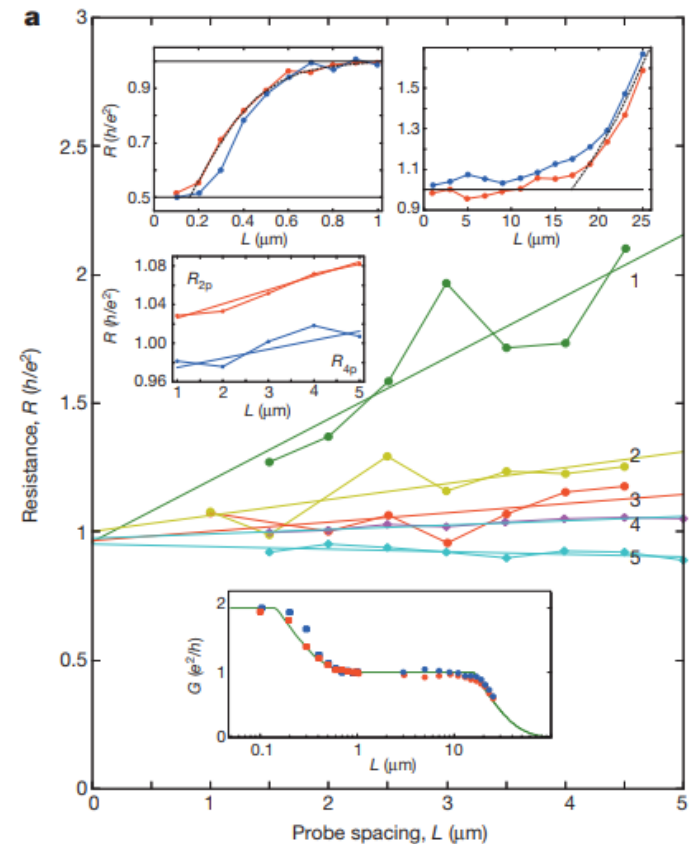 a
3
2.5
2
1.5
1
0.5
0
0 1 2 3 4 5
Resistance, R (h/e²)
Probe spacing, L (μm)
0.9
0.7
0.5
R (h/e²)
0 0.2 0.4 0.6 0.8 1
L (μm)
1.5
1.3
1.1
0.9
0 5 10 15 20 25
L (μm)
1.08
1.04
1.00
0.96
R (h/e²)
R2p
R4p
1 2 3 4 5
L (μm)
1
2
3
4
5
2
1
0
G (e²/h)
0.1 1 10
L (μm)